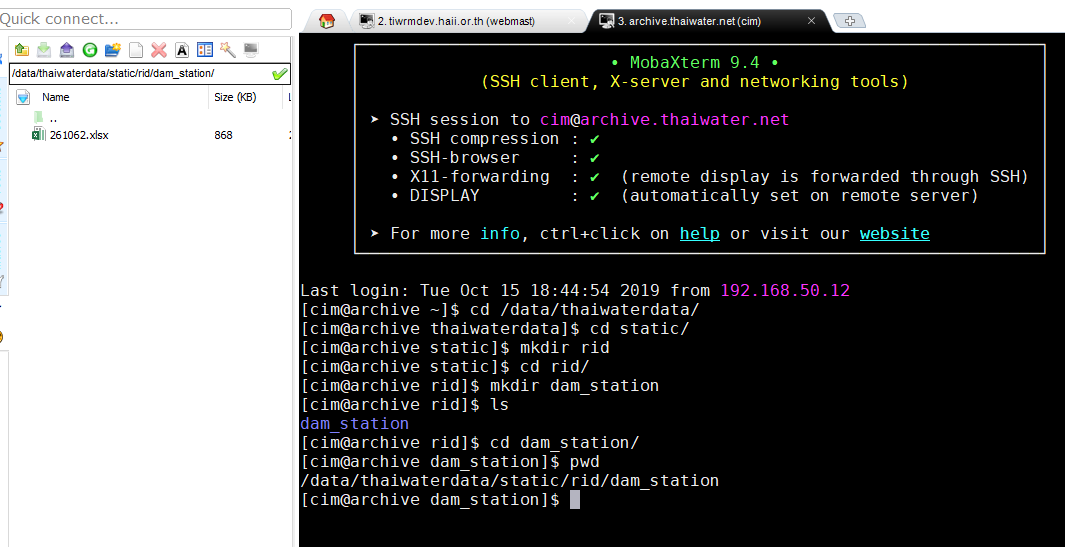 Quick connect...
2. tiwrmdev.haii.or.th (webmast)
3. archive.thaiwater.net (cim)
/data/thaiwaterdata/static/rid/dam_station/
Name Size (KB)
..
261062.xlsx 868
• MobaXterm 9.4 •
(SSH client, X-server and networking tools)
➤ SSH session to cim@archive.thaiwater.net
• SSH compression : ✔
• SSH-browser : ✔
• X11-forwarding : ✔ (remote display is forwarded through SSH)
• DISPLAY : ✔ (automatically set on remote server)
➤ For more info, ctrl+click on help or visit our website
Last login: Tue Oct 15 18:44:54 2019 from 192.168.50.12
[cim@archive ~]$ cd /data/thaiwaterdata/
[cim@archive thaiwaterdata]$ cd static/
[cim@archive static]$ mkdir rid
[cim@archive static]$ cd rid/
[cim@archive rid]$ mkdir dam_station
[cim@archive rid]$ ls
dam_station
[cim@archive rid]$ cd dam_station/
[cim@archive dam_station]$ pwd
/data/thaiwaterdata/static/rid/dam_station
[cim@archive dam_station]$